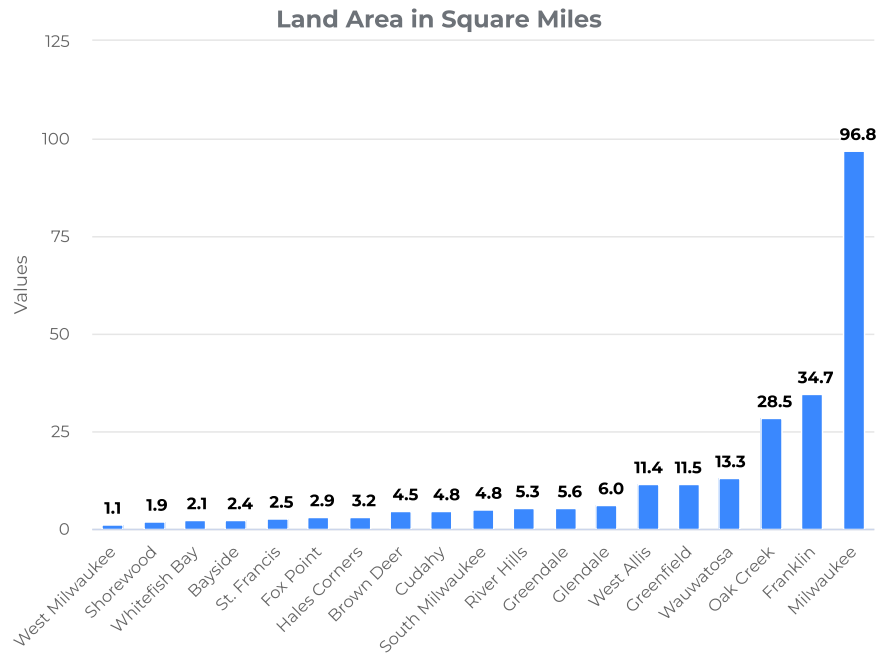 Land Area in Square Miles
125
100
75
50
25
0
Values
1.1
1.9
2.1
2.4
2.5
2.9
3.2
4.5
4.8
4.8
5.3
5.6
6.0
11.4
11.5
13.3
28.5
34.7
96.8
West Milwaukee
Shorewood
Whitefish Bay
Bayside
St. Francis
Fox Point
Hales Corners
Brown Deer
Cudahy
South Milwaukee
River Hills
Greendale
Glendale
West Allis
Greenfield
Wauwatosa
Oak Creek
Franklin
Milwaukee